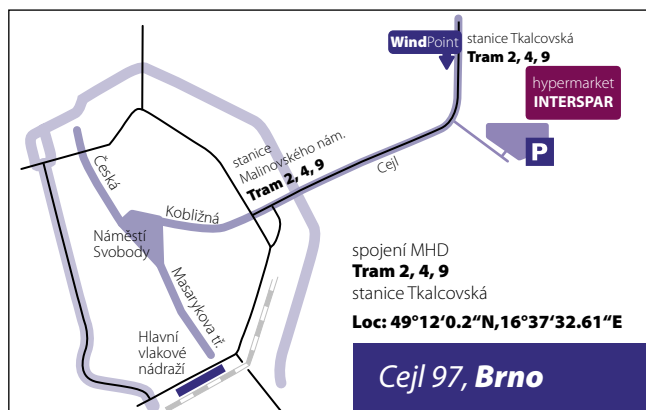 WindPoint
stanice Tkalcovská
Tram 2, 4, 9
hypermarket
INTERSPAR
P
stanice
Malinovského nám.
Tram 2, 4, 9
Česká
Kobližná
Cejl
Náměstí
Svobody
Masarykova tř.
Hlavní
vlakové
nádraží
spojení MHD
Tram 2, 4, 9
stanice Tkalcovská
Loc: 49°12‘0.2“N,16°37‘32.61“E
Cejl 97, Brno